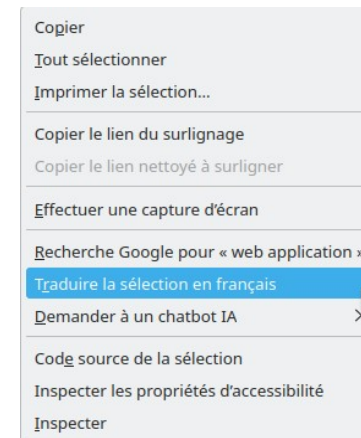 Copier
Tout sélectionner
Imprimer la sélection...
Copier le lien du surlignage
Copier le lien nettoyé à surligner
Effectuer une capture d'écran
Recherche Google pour « web application »
Traduire la sélection en français
Demander à un chatbot IA
Code source de la sélection
Inspecter les propriétés d'accessibilité
Inspecter